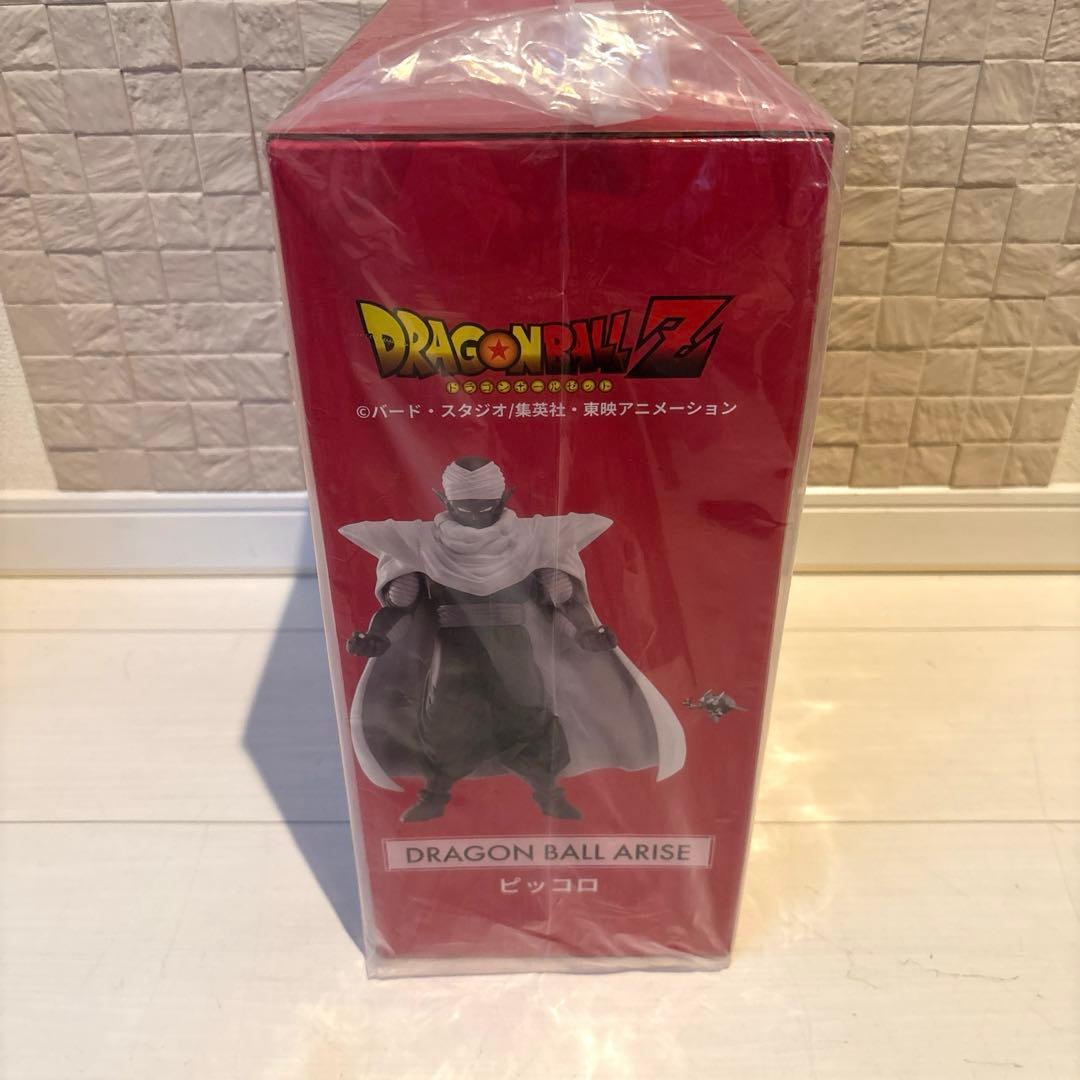 DRAGON BALL Z
ドラゴンボールゼット
©バード・スタジオ/集英社・東映アニメーション
DRAGON BALL ARISE
ピッコロ